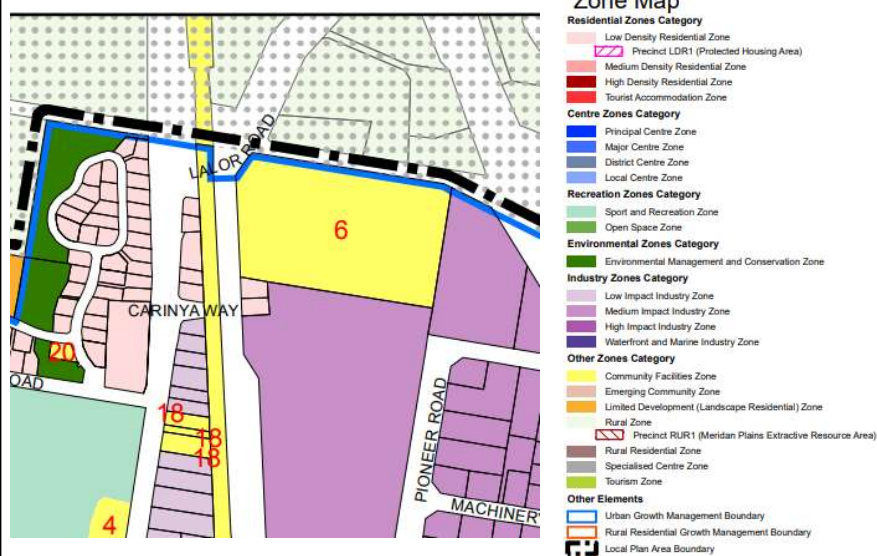 LALOR ROAD
6
CARINYA WAY
20
OAD
18
18
18
PIONEER ROAD
MACHINER
4
Zone Map
Residential Zones Category
Low Density Residential Zone
Precinct LDR1 (Protected Housing Area)
Medium Density Residential Zone
High Density Residential Zone
Tourist Accommodation Zone
Centre Zones Category
Principal Centre Zone
Major Centre Zone
District Centre Zone
Local Centre Zone
Recreation Zones Category
Sport and Recreation Zone
Open Space Zone
Environmental Zones Category
Environmental Management and Conservation Zone
Industry Zones Category
Low Impact Industry Zone
Medium Impact Industry Zone
High Impact Industry Zone
Waterfront and Marine Industry Zone
Other Zones Category
Community Facilities Zone
Emerging Community Zone
Limited Development (Landscape Residential) Zone
Rural Zone
Precinct RUR1 (Meridan Plains Extractive Resource Area)
Rural Residential Zone
Specialised Centre Zone
Tourism Zone
Other Elements
Urban Growth Management Boundary
Rural Residential Growth Management Boundary
Local Plan Area Boundary